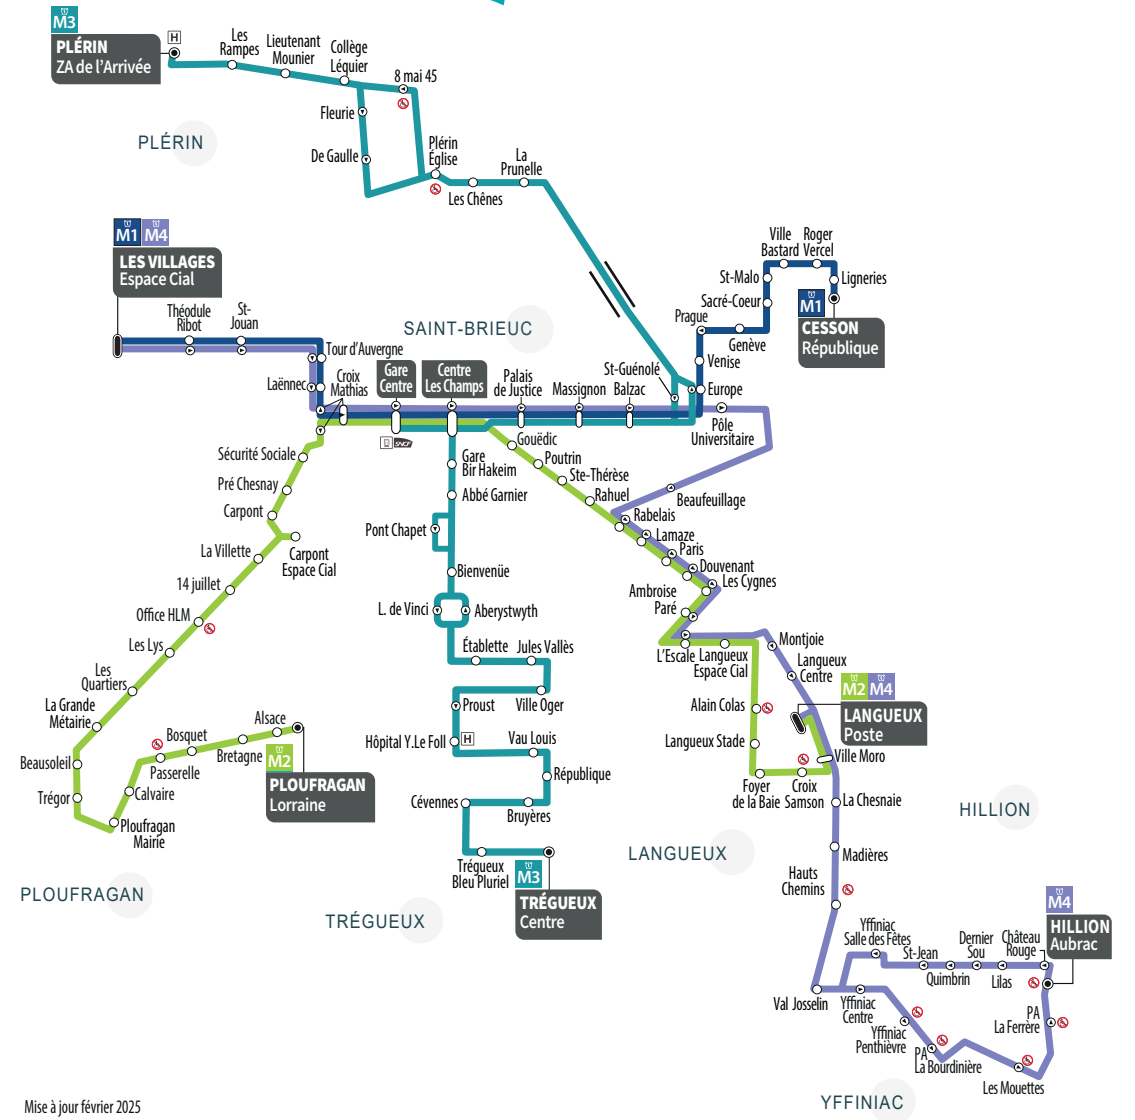 M3
PLÉRIN
ZA de l'Arrivée
H
Les
Rampes
Lieutenant
Mounier
Collège
Léquier
8 mai 45
Fleurie
De Gaulle
PLÉRIN
Plérin
Église
Les Chênes
La
Prunelle
M1 M4
LES VILLAGES
Espace Cial
Théodule
Ribot
St-
Jouan
Tour d'Auvergne
Laënnec
Croix
Mathias
SAINT-BRIEUC
Gare
Centre
SNCF
Centre
Les Champs
Palais
de Justice
Massignon
Balzac
St-Guénolé
Europe
Venise
Prague
Genève
Sacré-Coeur
St-Malo
Ville
Bastard
Roger
Vercel
Ligneries
M1
CESSON
République
Pôle
Universitaire
Beaufeuillage
Sécurité Sociale
Pré Chesnay
Carpont
Carpont
Espace Cial
La Villette
14 juillet
Office HLM
Les Lys
Les
Quartiers
La Grande
Métairie
Beausoleil
Trégor
Ploufragan
Mairie
Calvaire
Passerelle
Bosquet
Bretagne
Alsace
M2
PLOUFRAGAN
Lorraine
PLOUFRAGAN
Gare
Bir Hakeim
Abbé Garnier
Pont Chapet
Bienvenüe
L. de Vinci
Aberystwyth
Établette
Jules Vallès
Ville Oger
Proust
Hôpital Y.Le Foll
H
Vau Louis
République
Cévennes
Bruyères
Trégueux
Bleu Pluriel
M3
TRÉGUEUX
Centre
TRÉGUEUX
Gouëdic
Poutrin
Ste-Thérèse
Rahuel
Rabelais
Lamaze
Paris
Douvenant
Les Cygnes
Ambroise
Paré
L'Escale
Langueux
Espace Cial
Montjoie
Langueux
Centre
M2 M4
LANGUEUX
Poste
Alain Colas
Langueux Stade
Foyer
de la Baie
Croix
Samson
Ville Moro
La Chesnaie
LANGUEUX
HILLION
Madières
Hauts
Chemins
Val Josselin
Yffiniac
Salle des Fêtes
St-Jean
Quimbrin
Dernier
Sou
Lilas
Château
Rouge
M4
HILLION
Aubrac
Yffiniac
Centre
Yffiniac
Penthièvre
PA
La Bourdinière
Les Mouettes
PA
La Ferrère
YFFINIAC
Mise à jour février 2025